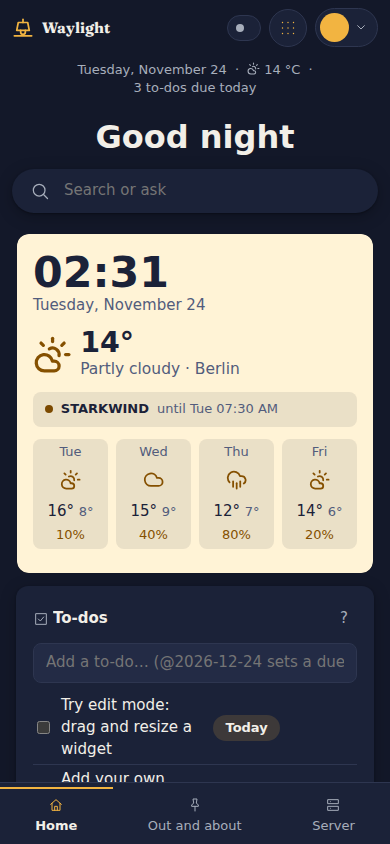 Waylight
Tuesday, November 24 · 14 °C ·
3 to-dos due today
Good night
Search or ask
02:31
Tuesday, November 24
14°
Partly cloudy · Berlin
STARKWIND until Tue 07:30 AM
Tue Wed Thu Fri
16° 8° 15° 9° 12° 7° 14° 6°
10% 40% 80% 20%
To-dos ?
Add a to-do… (@2026-12-24 sets a due
Try edit mode:
drag and resize a
widget
Today
Add your own
Home Out and about Server